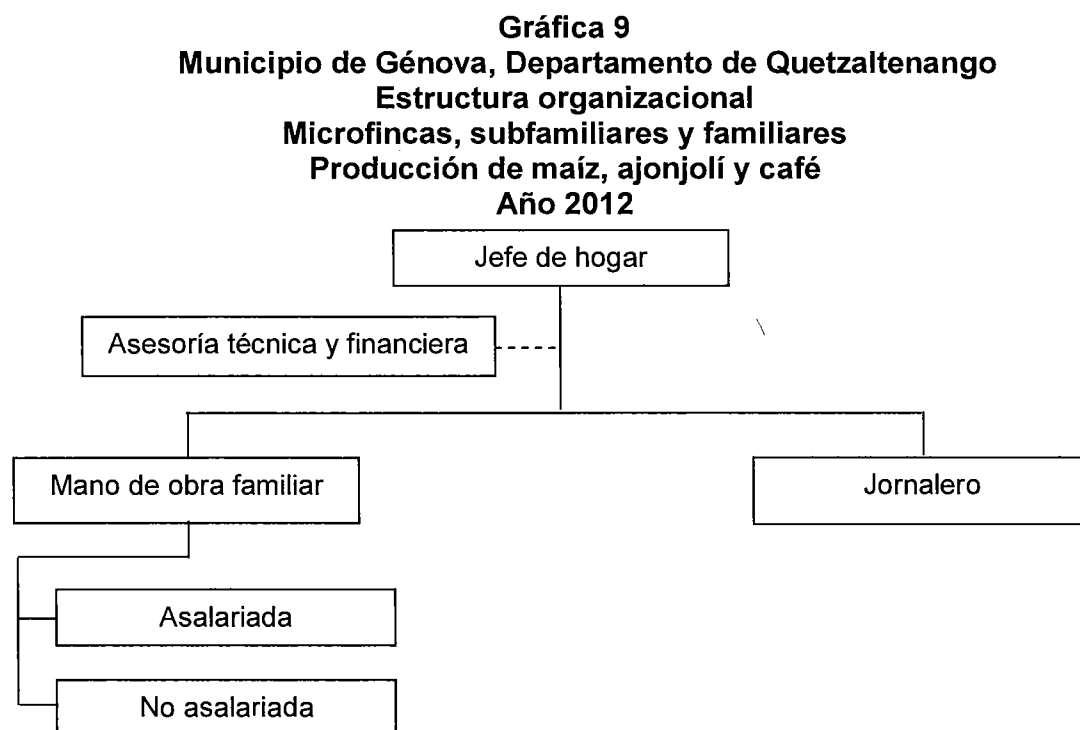 Gráfica 9
Municipio de Génova, Departamento de Quetzaltenango
Estructura organizacional
Microfincas, subfamiliares y familiares
Producción de maíz, ajonjolí y café
Año 2012
Jefe de hogar
Asesoría técnica y financiera
Mano de obra familiar
Jornalero
Asalariada
No asalariada